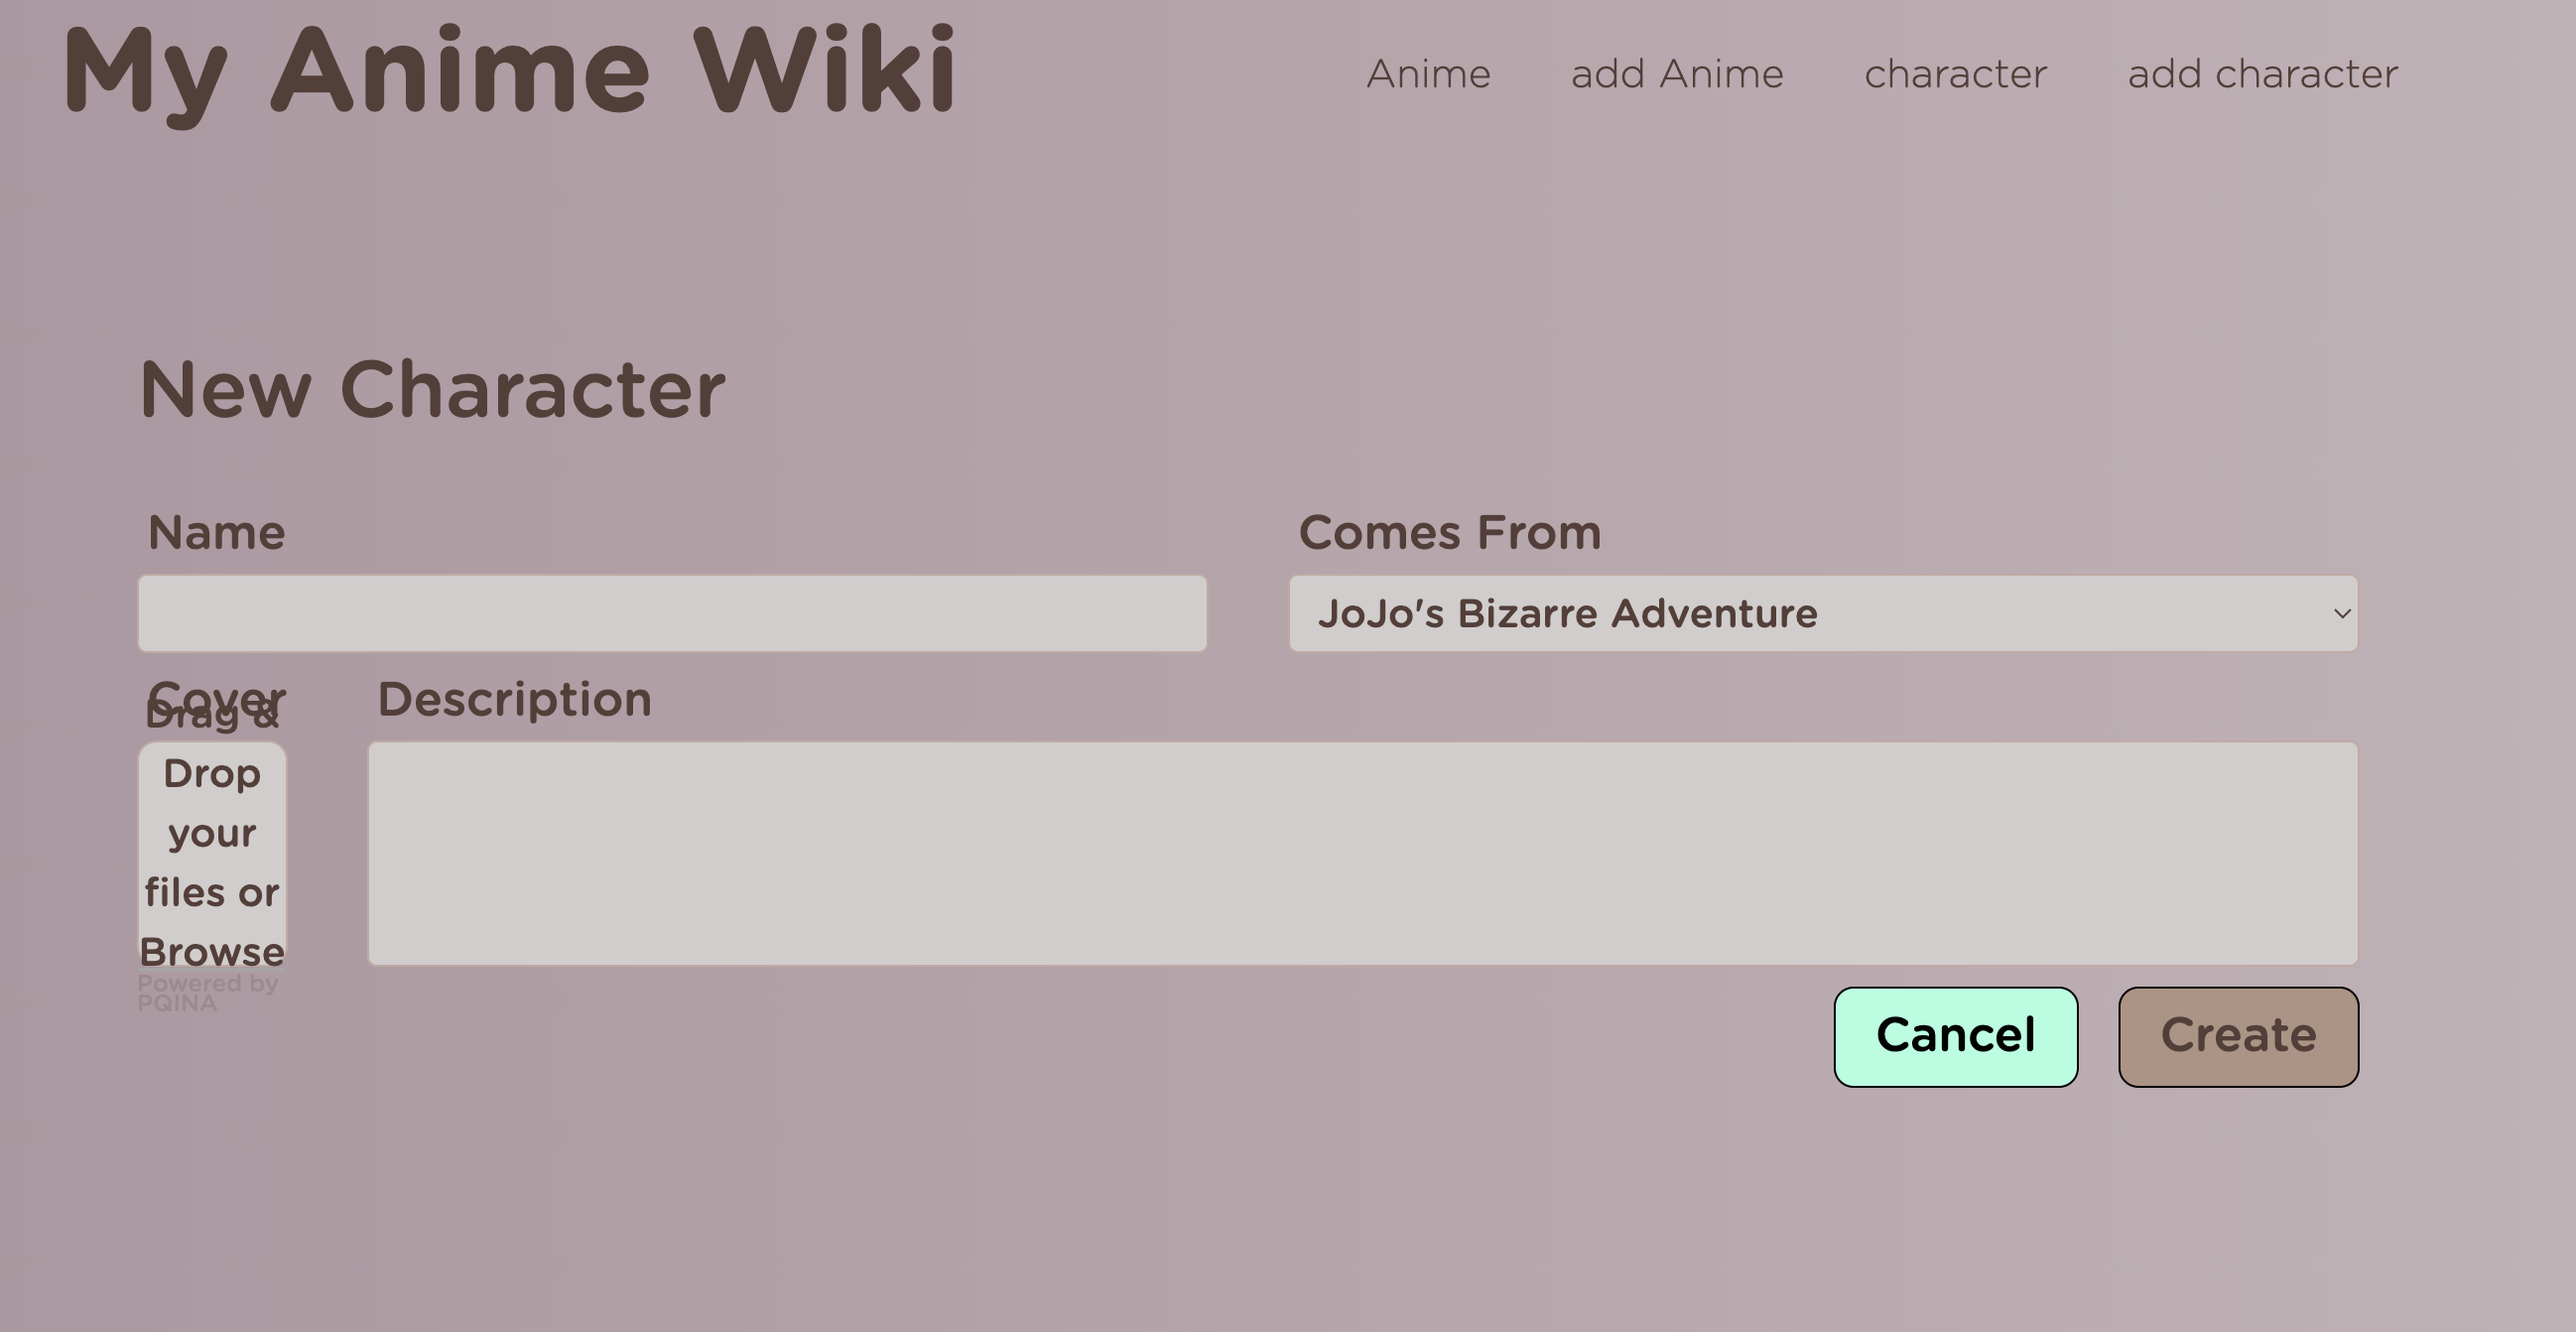 My Anime Wiki
Anime
add Anime
character
add character
New Character
Name
Comes From
JoJo's Bizarre Adventure
Cover
Description
Drag &
Drop
your
files or
Browse
Powered by
PQINA
Cancel
Create